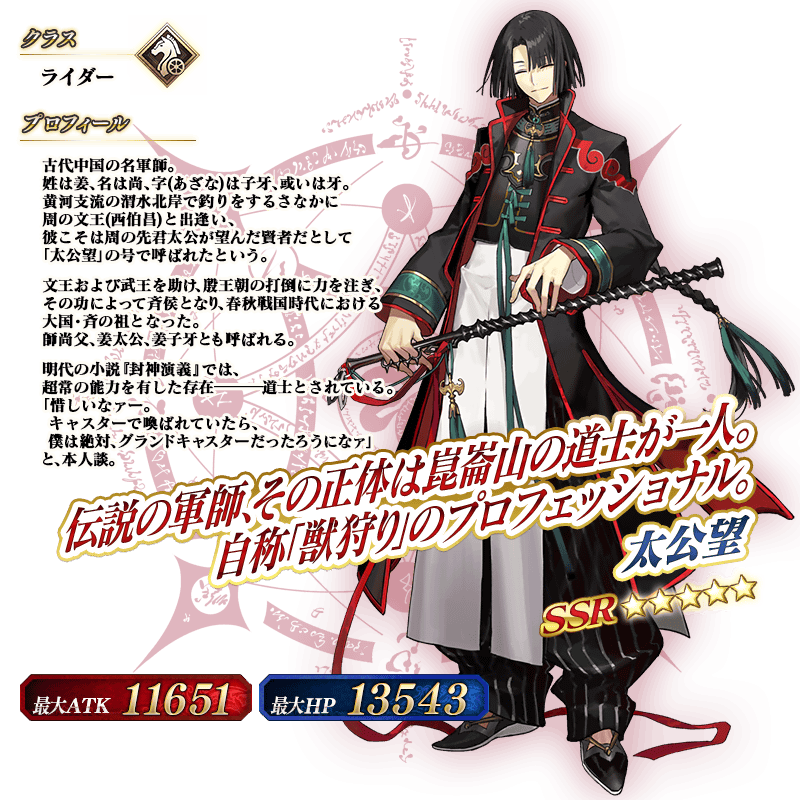 クラス
ライダー
プロフィール
古代中国の名軍師。
姓は姜、名は尚、字(あざな)は子牙、或いは牙。
黄河支流の渭水北岸で釣りをするさなかに
周の文王(西伯昌)と出逢い、
彼こそは周の先君太公が望んだ賢者だとして
「太公望」の号で呼ばれたという。
文王および武王を助け、殷王朝の打倒に力を注ぎ、
その功によって斉侯となり、春秋戦国時代における
大国・斉の祖となった。
師尚父、姜太公、姜子牙とも呼ばれる。
明代の小説『封神演義』では、
超常の能力を有した存在―――道士とされている。
「惜しいなァー。
キャスターで喚ばれていたら、
僕は絶対、グランドキャスターだったろうになァ」
と、本人談。
伝説の軍師、その正体は崑崙山の道士が一人。
自称「獣狩り」のプロフェッショナル。
太公望
SSR ★★★★★
最大ATK 11651
最大HP 13543